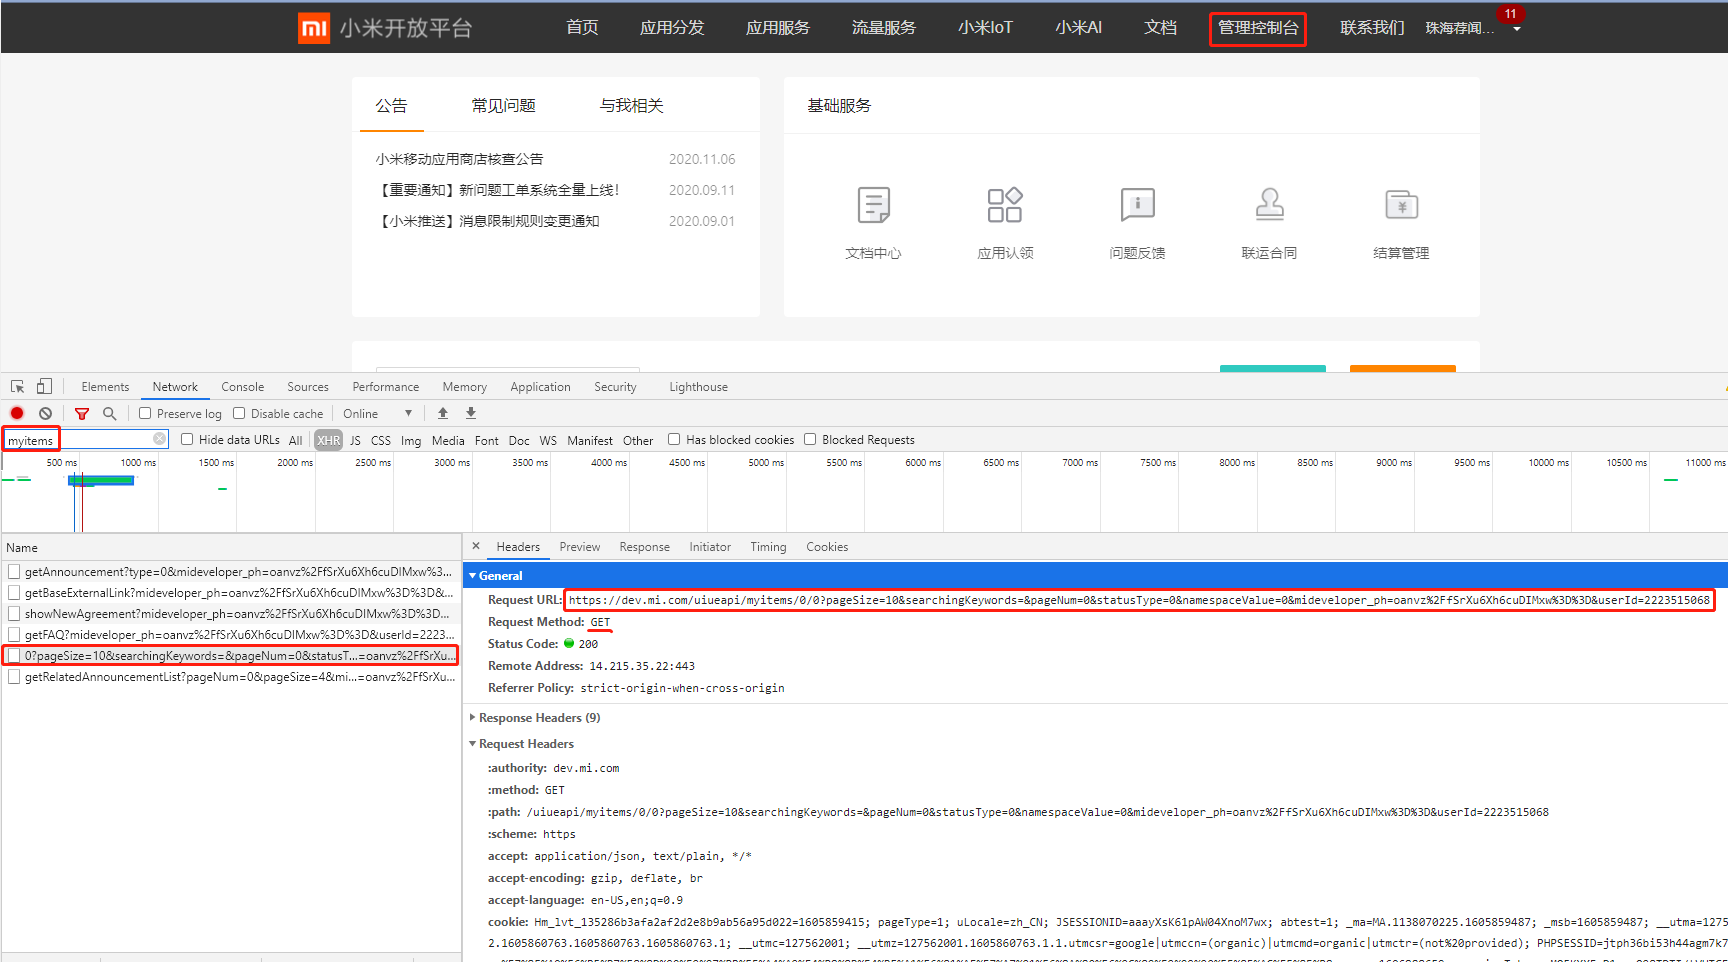 小米开放平台 首页 应用分发 应用服务 流量服务 小米IoT 小米AI 文档 管理控制台 联系我们 珠海荐闻... 11
公告 常见问题 与我相关
小米移动应用商店核查公告 2020.11.06
【重要通知】新问题工单系统全量上线！ 2020.09.11
【小米推送】消息限制规则变更通知 2020.09.01
基础服务
文档中心 应用认领 问题反馈 联运合同 结算管理
Elements Network Console Sources Performance Memory Application Security Lighthouse
Preserve log Disable cache Online
myitems Hide data URLs All XHR JS CSS Img Media Font Doc WS Manifest Other Has blocked cookies Blocked Requests
500 ms 1000 ms 1500 ms 2000 ms 2500 ms 3000 ms 3500 ms 4000 ms 4500 ms 5000 ms 5500 ms 6000 ms 6500 ms 7000 ms 7500 ms 8000 ms 8500 ms 9000 ms 9500 ms 10000 ms 10500 ms 11000 ms
Name
getAnnouncement?type=0&mideveloper_ph=oanvz%2FfSrXu6Xh6cuDIMxw%3...
getBaseExternalLink?mideveloper_ph=oanvz%2FfSrXu6Xh6cuDIMxw%3D%3D&...
showNewAgreement?mideveloper_ph=oanvz%2FfSrXu6Xh6cuDIMxw%3D%3D...
getFAQ?mideveloper_ph=oanvz%2FfSrXu6Xh6cuDIMxw%3D%3D&userId=2223...
0?pageSize=10&searchingKeywords=&pageNum=0&statusT...=oanvz%2FfSrXu...
getRelatedAnnouncementList?pageNum=0&pageSize=4&mi...=oanvz%2FfSrXu...
Headers Preview Response Initiator Timing Cookies
General
Request URL: https://dev.mi.com/uiueapi/myitems/0/0?pageSize=10&searchingKeywords=&pageNum=0&statusType=0&namespaceValue=0&mideveloper_ph=oanvz%2FfSrXu6Xh6cuDIMxw%3D%3D&userId=2223515068
Request Method: GET
Status Code: 200
Remote Address: 14.215.35.22:443
Referrer Policy: strict-origin-when-cross-origin
Response Headers (9)
Request Headers
:authority: dev.mi.com
:method: GET
:path: /uiueapi/myitems/0/0?pageSize=10&searchingKeywords=&pageNum=0&statusType=0&namespaceValue=0&mideveloper_ph=oanvz%2FfSrXu6Xh6cuDIMxw%3D%3D&userId=2223515068
:scheme: https
accept: application/json, text/plain, */*
accept-encoding: gzip, deflate, br
accept-language: en-US,en;q=0.9
cookie: Hm_lvt_135286b3afa2af2d2e8b9ab56a95d022=1605859415; pageType=1; uLocale=zh_CN; JSESSIONID=aaayXsK61pAW04XnoM7wx; abtest=1; _ma=MA.1138070225.1605859487; _msb=1605859487; __utma=1275
2.1605860763.1605860763.1605860763.1; __utmc=127562001; __utmz=127562001.1605860763.1.1.utmcsr=google|utmccn=(organic)|utmcmd=organic|utmctr=(not%20provided); PHPSESSID=jtph36bi53h44agm7k7